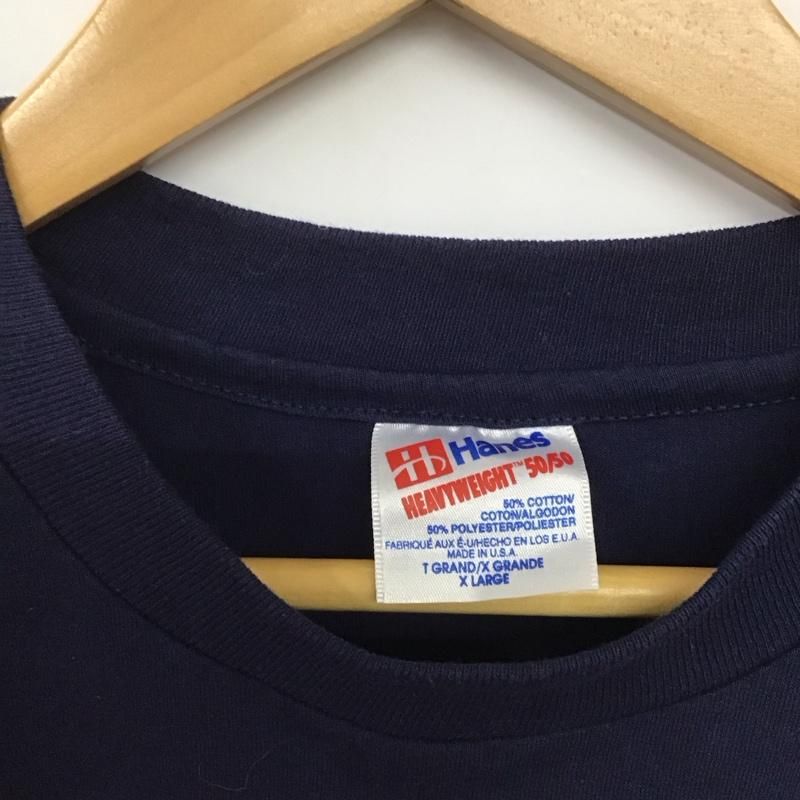 Hanes
HEAVYWEIGHT™ 50/50
50% COTTON/
COTON/ALGODON
50% POLYESTER/POLIESTER
FABRIQUÉ AUX É-U/HECHO EN LOS E.U.A.
MADE IN U.S.A.
T GRAND/X GRANDE
X LARGE